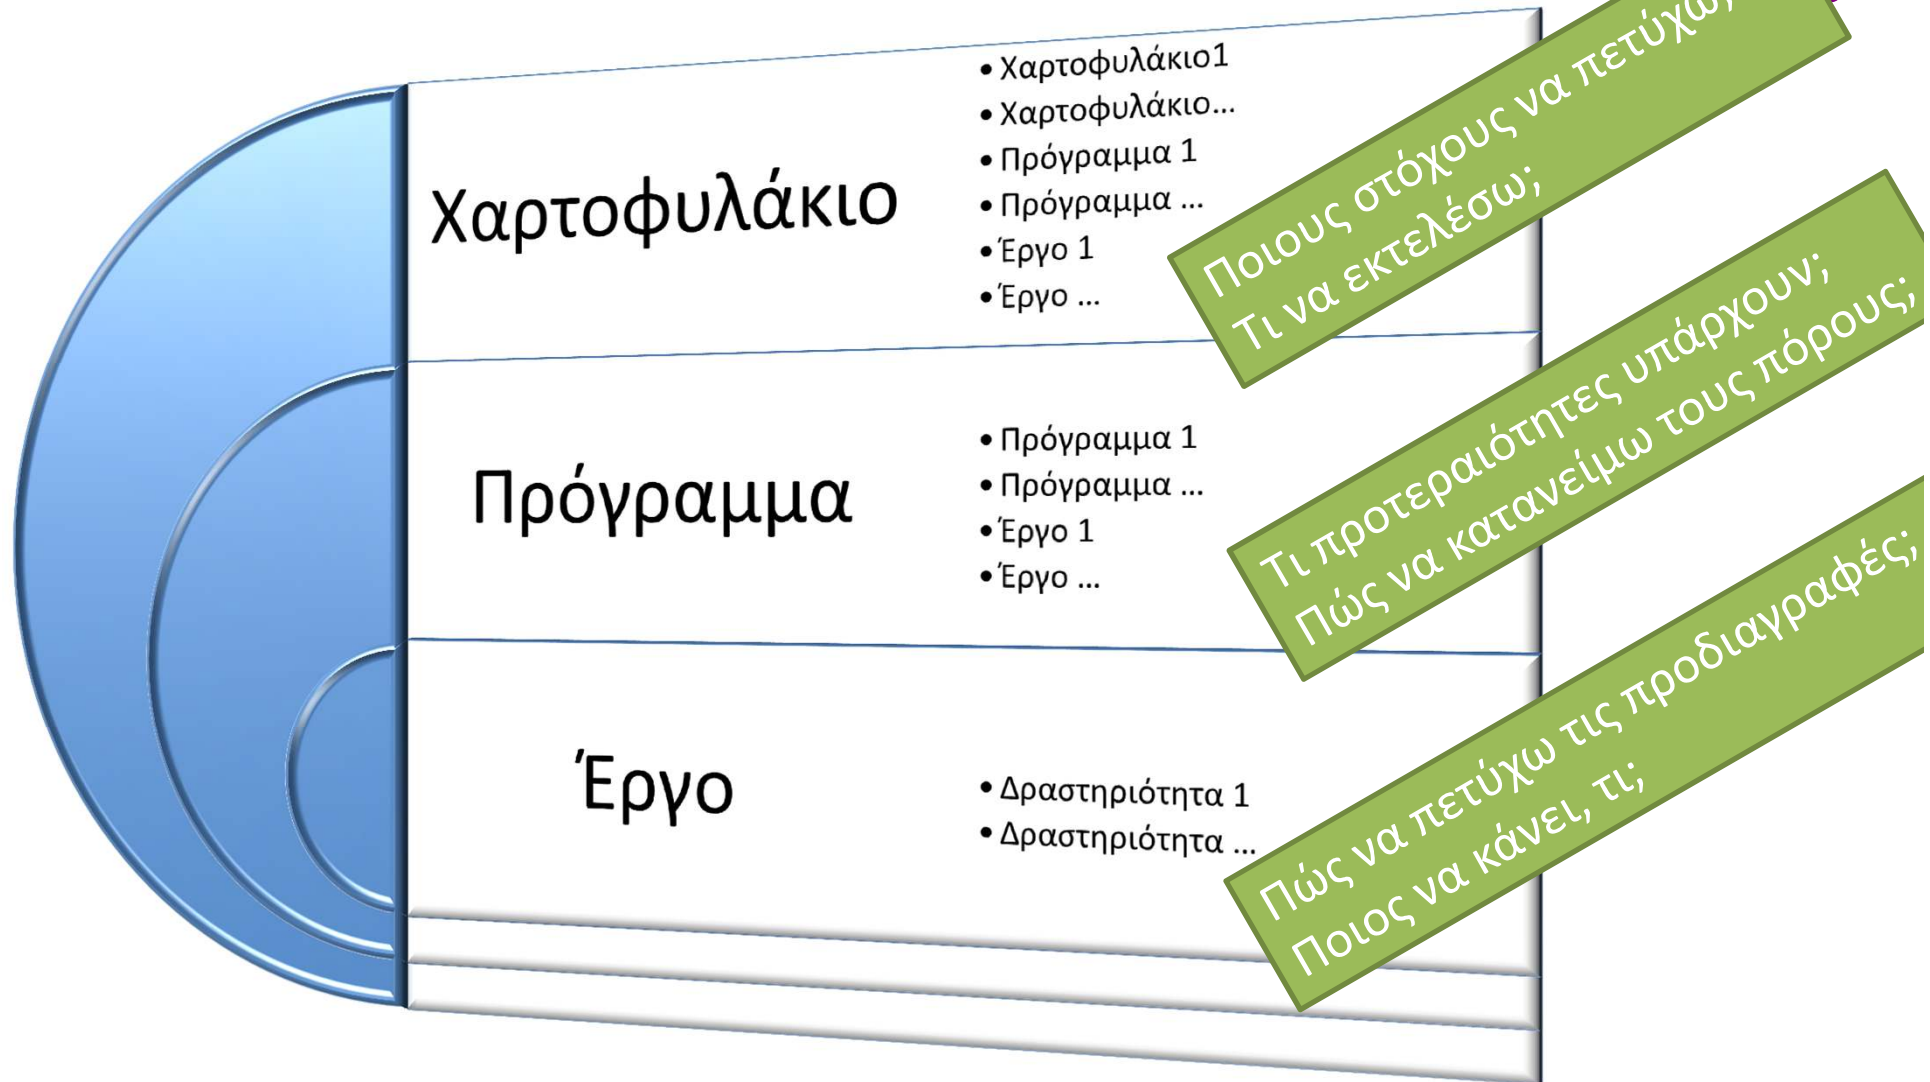 Χαρτοφυλάκιο
• Χαρτοφυλάκιο1
• Χαρτοφυλάκιο...
• Πρόγραμμα 1
• Πρόγραμμα ...
• Έργο 1
• Έργο ...
Ποιους στόχους να πετύχω;
Τι να εκτελέσω;
Πρόγραμμα
• Πρόγραμμα 1
• Πρόγραμμα ...
• Έργο 1
• Έργο ...
Τι προτεραιότητες υπάρχουν;
Πώς να κατανείμω τους πόρους;
Έργο
• Δραστηριότητα 1
• Δραστηριότητα ...
Πώς να πετύχω τις προδιαγραφές;
Ποιος να κάνει, τι;